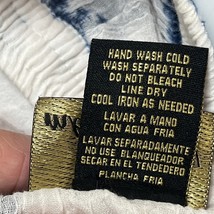 HAND WASH COLD
WASH SEPARATELY
DO NOT BLEACH
LINE DRY
COOL IRON AS NEEDED
LAVAR A MANO
CON AGUA FRIA
LAVAR SEPARADAMENTE
NO USE BLANQUEADOR
SECAR EN EL TENDEDERO
PLANCHA FRIA